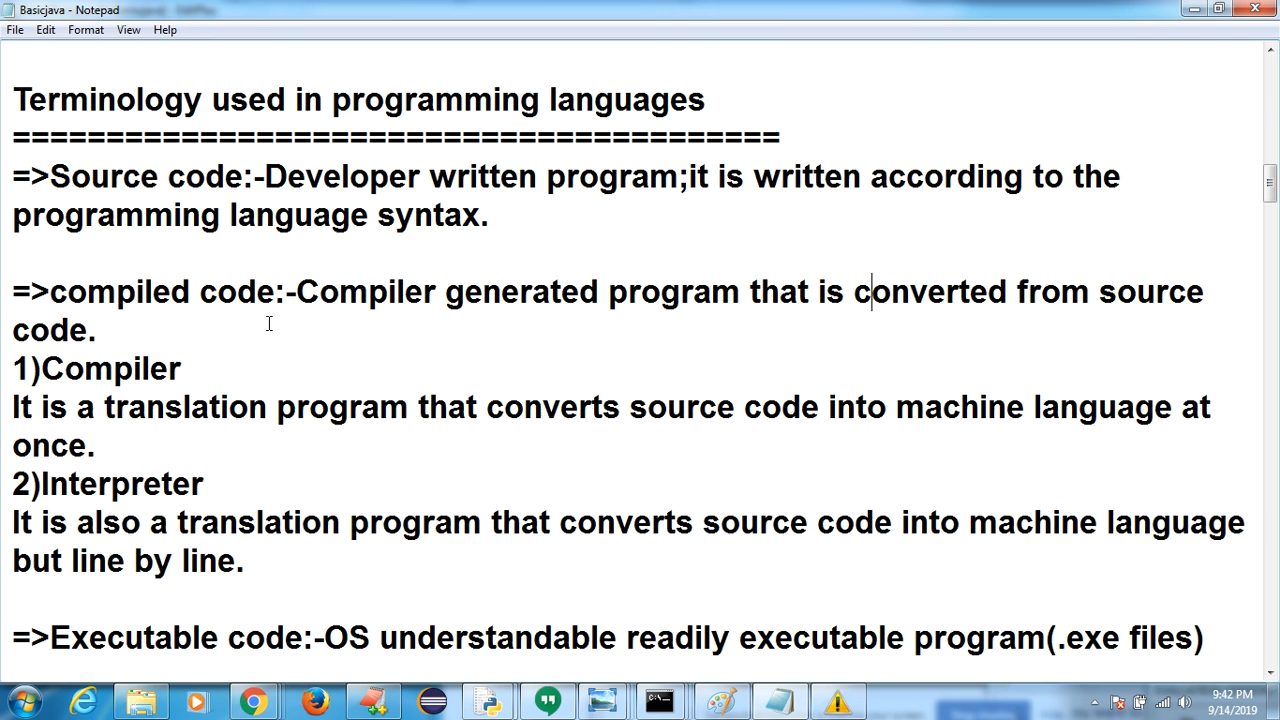 Basicjava - Notepad
File Edit Format View Help
Terminology used in programming languages
=========================================
=>Source code:-Developer written program;it is written according to the
programming language syntax.
=>compiled code:-Compiler generated program that is converted from source
code.
1)Compiler
It is a translation program that converts source code into machine language at
once.
2)Interpreter
It is also a translation program that converts source code into machine language
but line by line.
=>Executable code:-OS understandable readily executable program(.exe files)
9:42 PM
9/14/2019